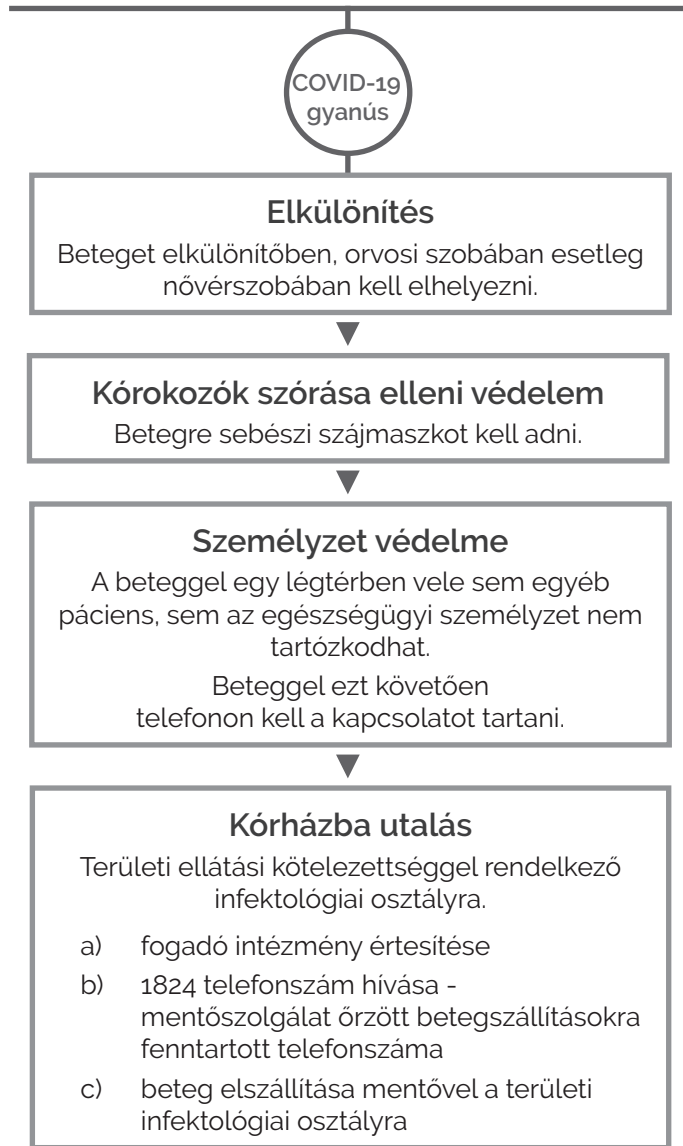 COVID-19
gyanús
Elkülönítés
Beteget elkülönítőben, orvosi szobában esetleg
nővérszobában kell elhelyezni.
Kórokozók szórása elleni védelem
Betegre sebészi szájmaszkot kell adni.
Személyzet védelme
A beteggel egy légtérben vele sem egyéb
páciens, sem az egészségügyi személyzet nem
tartózkodhat.
Beteggel ezt követően
telefonon kell a kapcsolatot tartani.
Kórházba utalás
Területi ellátási kötelezettséggel rendelkező
infektológiai osztályra.
a) fogadó intézmény értesítése
b) 1824 telefonszám hívása -
mentőszolgálat őrzött betegszállításokra
fenntartott telefonszáma
c) beteg elszállítása mentővel a területi
infektológiai osztályra